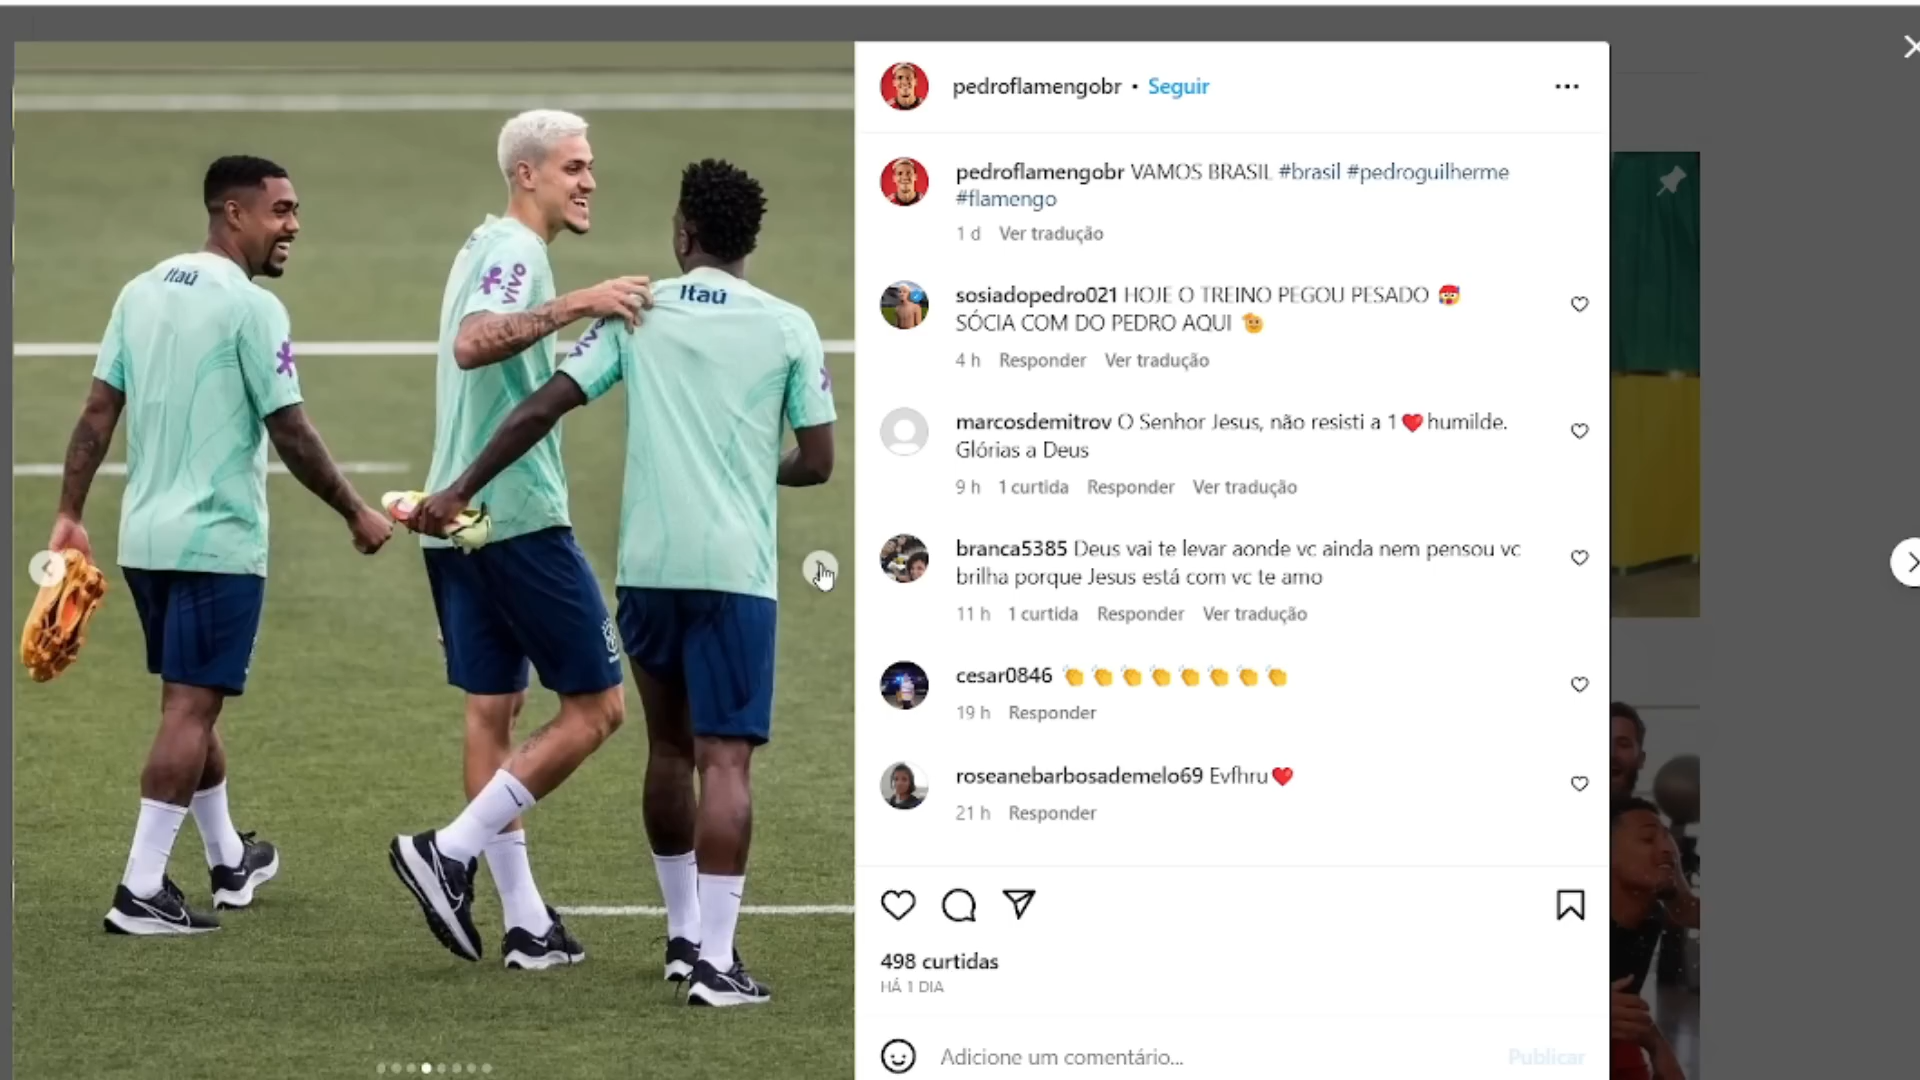 Itaú
vivo
Itaú
vivo
pedroflamengobr • Seguir
pedroflamengobr VAMOS BRASIL #brasil #pedroguilherme
#flamengo
1 d Ver tradução
sosiadopedro021 HOJE O TREINO PEGOU PESADO 🥵
SÓCIA COM DO PEDRO AQUI 🫡
4 h Responder Ver tradução
marcosdemitrov O Senhor Jesus, não resisti a 1❤️humilde.
Glórias a Deus
9 h 1 curtida Responder Ver tradução
branca5385 Deus vai te levar aonde vc ainda nem pensou vc
brilha porque Jesus está com vc te amo
11 h 1 curtida Responder Ver tradução
cesar0846 👏👏👏👏👏👏👏👏
19 h Responder
roseanebarbosademelo69 Evfhru❤️
21 h Responder
498 curtidas
HÁ 1 DIA
Adicione um comentário...
Publicar